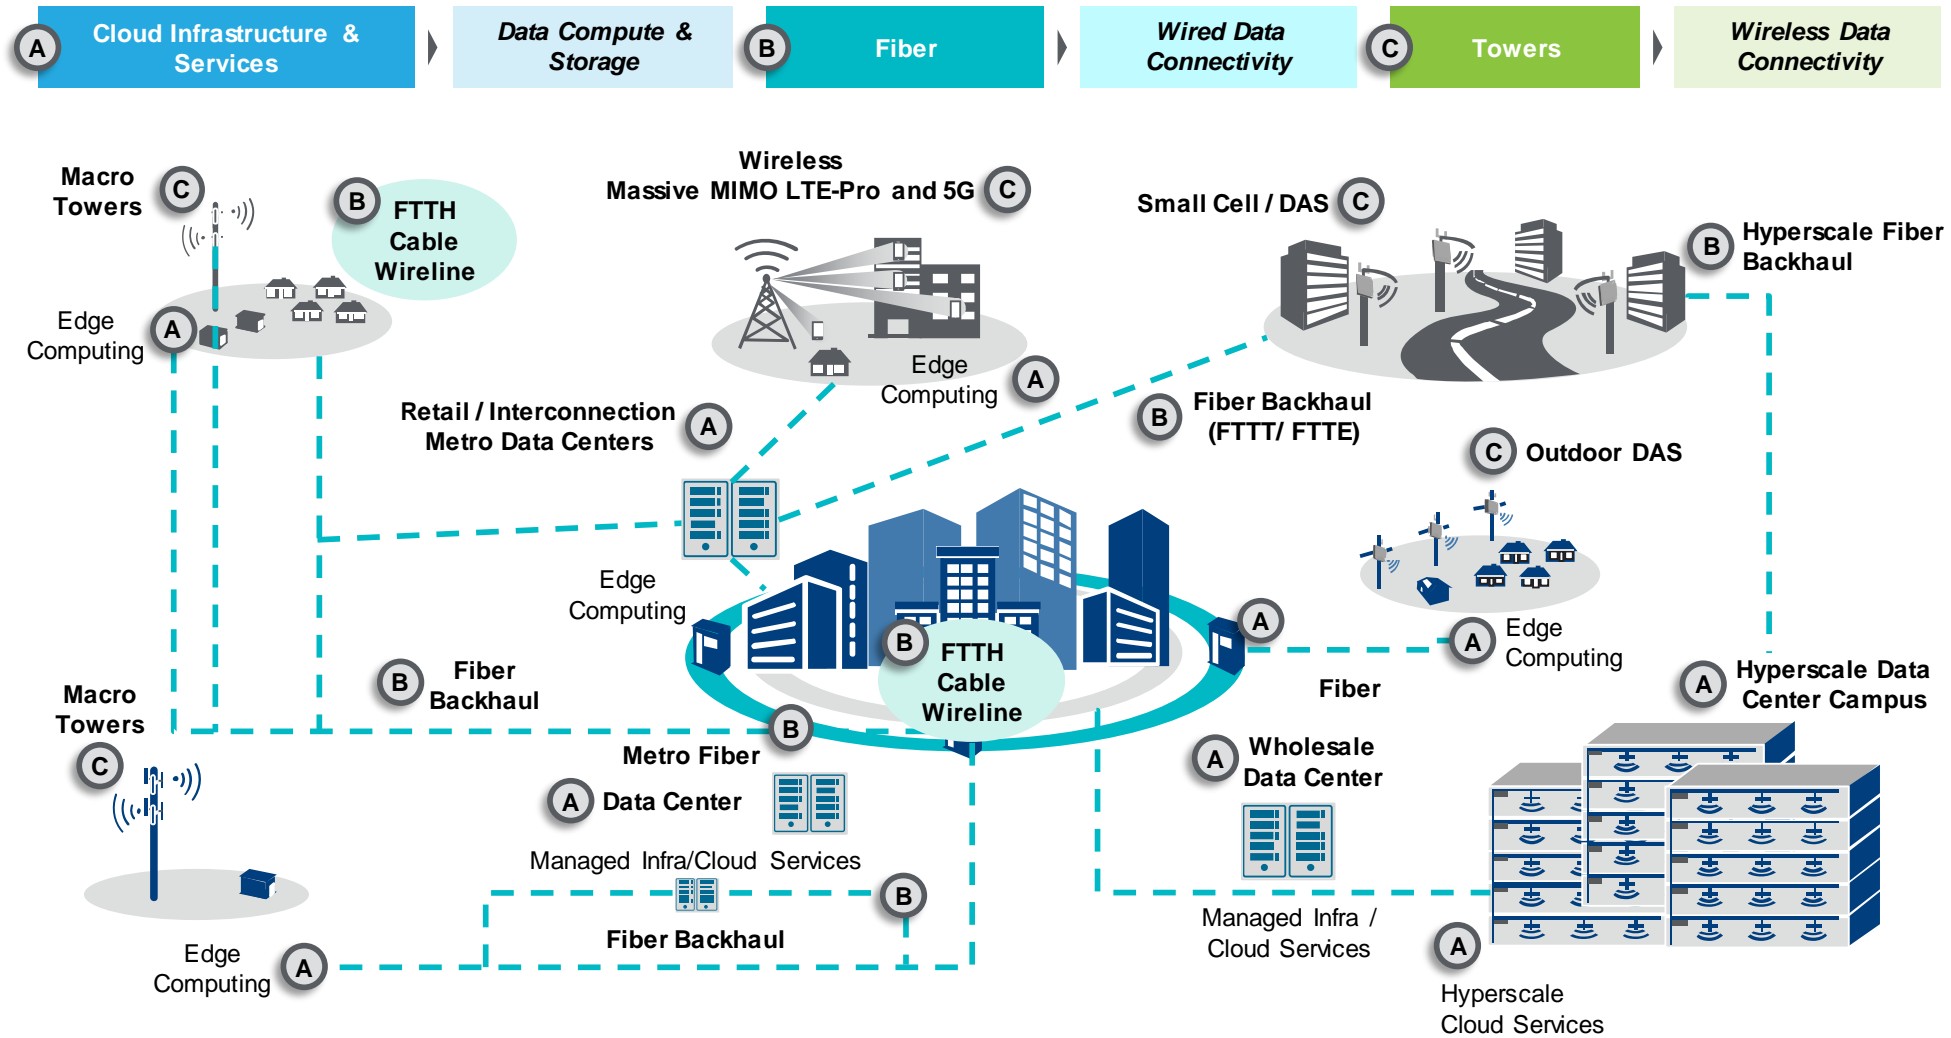 A
Cloud Infrastructure &
Services
Data Compute &
Storage
B
Fiber
Wired Data
Connectivity
C
Towers
Wireless Data
Connectivity
Macro
Towers
C
B
FTTH
Cable
Wireline
Edge
Computing
A
Wireless
Massive MIMO LTE-Pro and 5G
C
Edge
Computing
A
Small Cell / DAS
C
B
Hyperscale Fiber
Backhaul
Retail / Interconnection
Metro Data Centers
A
B
Fiber Backhaul
(FTTT/ FTTE)
C
Outdoor DAS
Edge
Computing
A
A
Edge
Computing
B
FTTH
Cable
Wireline
B
Fiber
Backhaul
Fiber
A
Hyperscale Data
Center Campus
Macro
Towers
C
Metro Fiber
B
A
Data Center
A
Wholesale
Data Center
Managed Infra/Cloud Services
B
Fiber Backhaul
Managed Infra /
Cloud Services
Edge
Computing
A
A
Hyperscale
Cloud Services